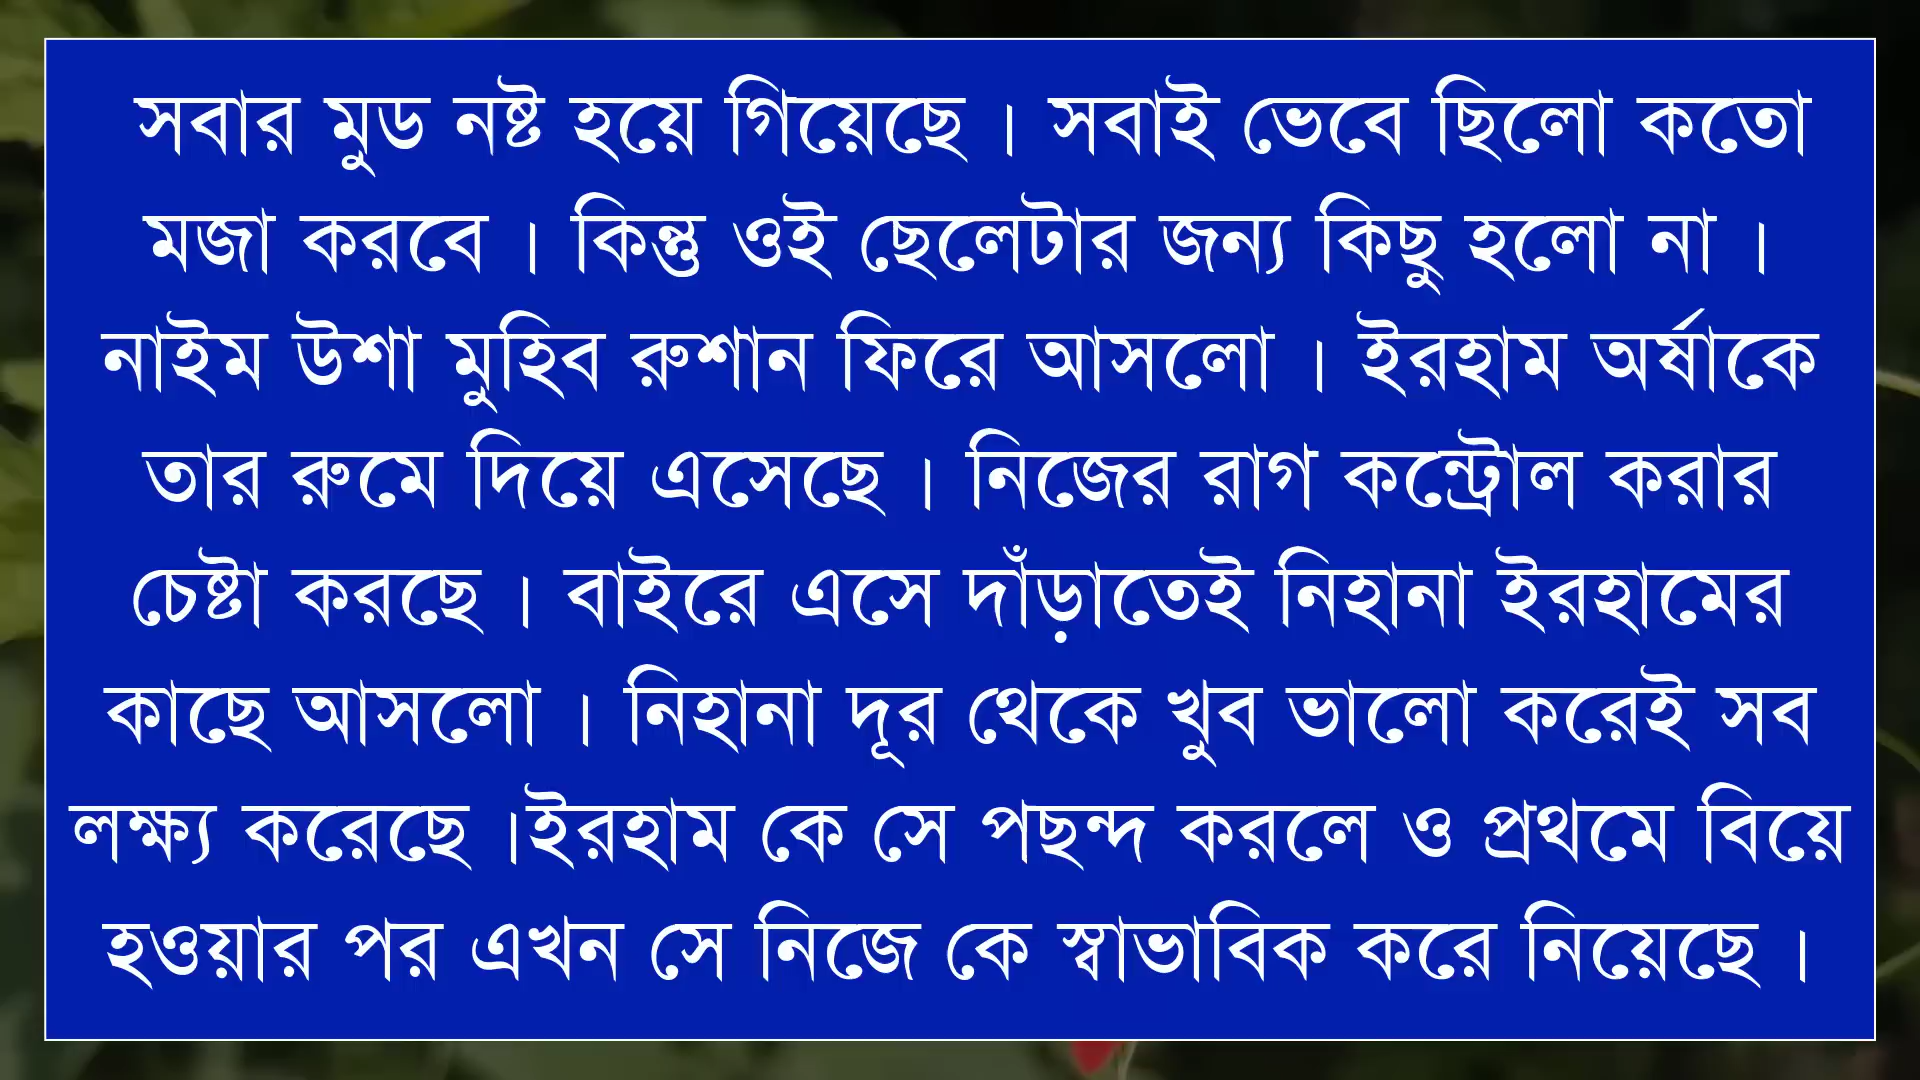 সবার মুড নষ্ট হয়ে গিয়েছে । সবাই ভেবে ছিলো কতো
মজা করবে । কিন্তু ওই ছেলেটার জন্য কিছু হলো না ।
নাইম উশা মুহিব রুশান ফিরে আসলো । ইরহাম অর্ষাকে
তার রুমে দিয়ে এসেছে । নিজের রাগ কন্ট্রোল করার
চেষ্টা করছে । বাইরে এসে দাঁড়াতেই নিহানা ইরহামের
কাছে আসলো । নিহানা দূর থেকে খুব ভালো করেই সব
লক্ষ্য করেছে ।ইরহাম কে সে পছন্দ করলে ও প্রথমে বিয়ে
হওয়ার পর এখন সে নিজে কে স্বাভাবিক করে নিয়েছে ।